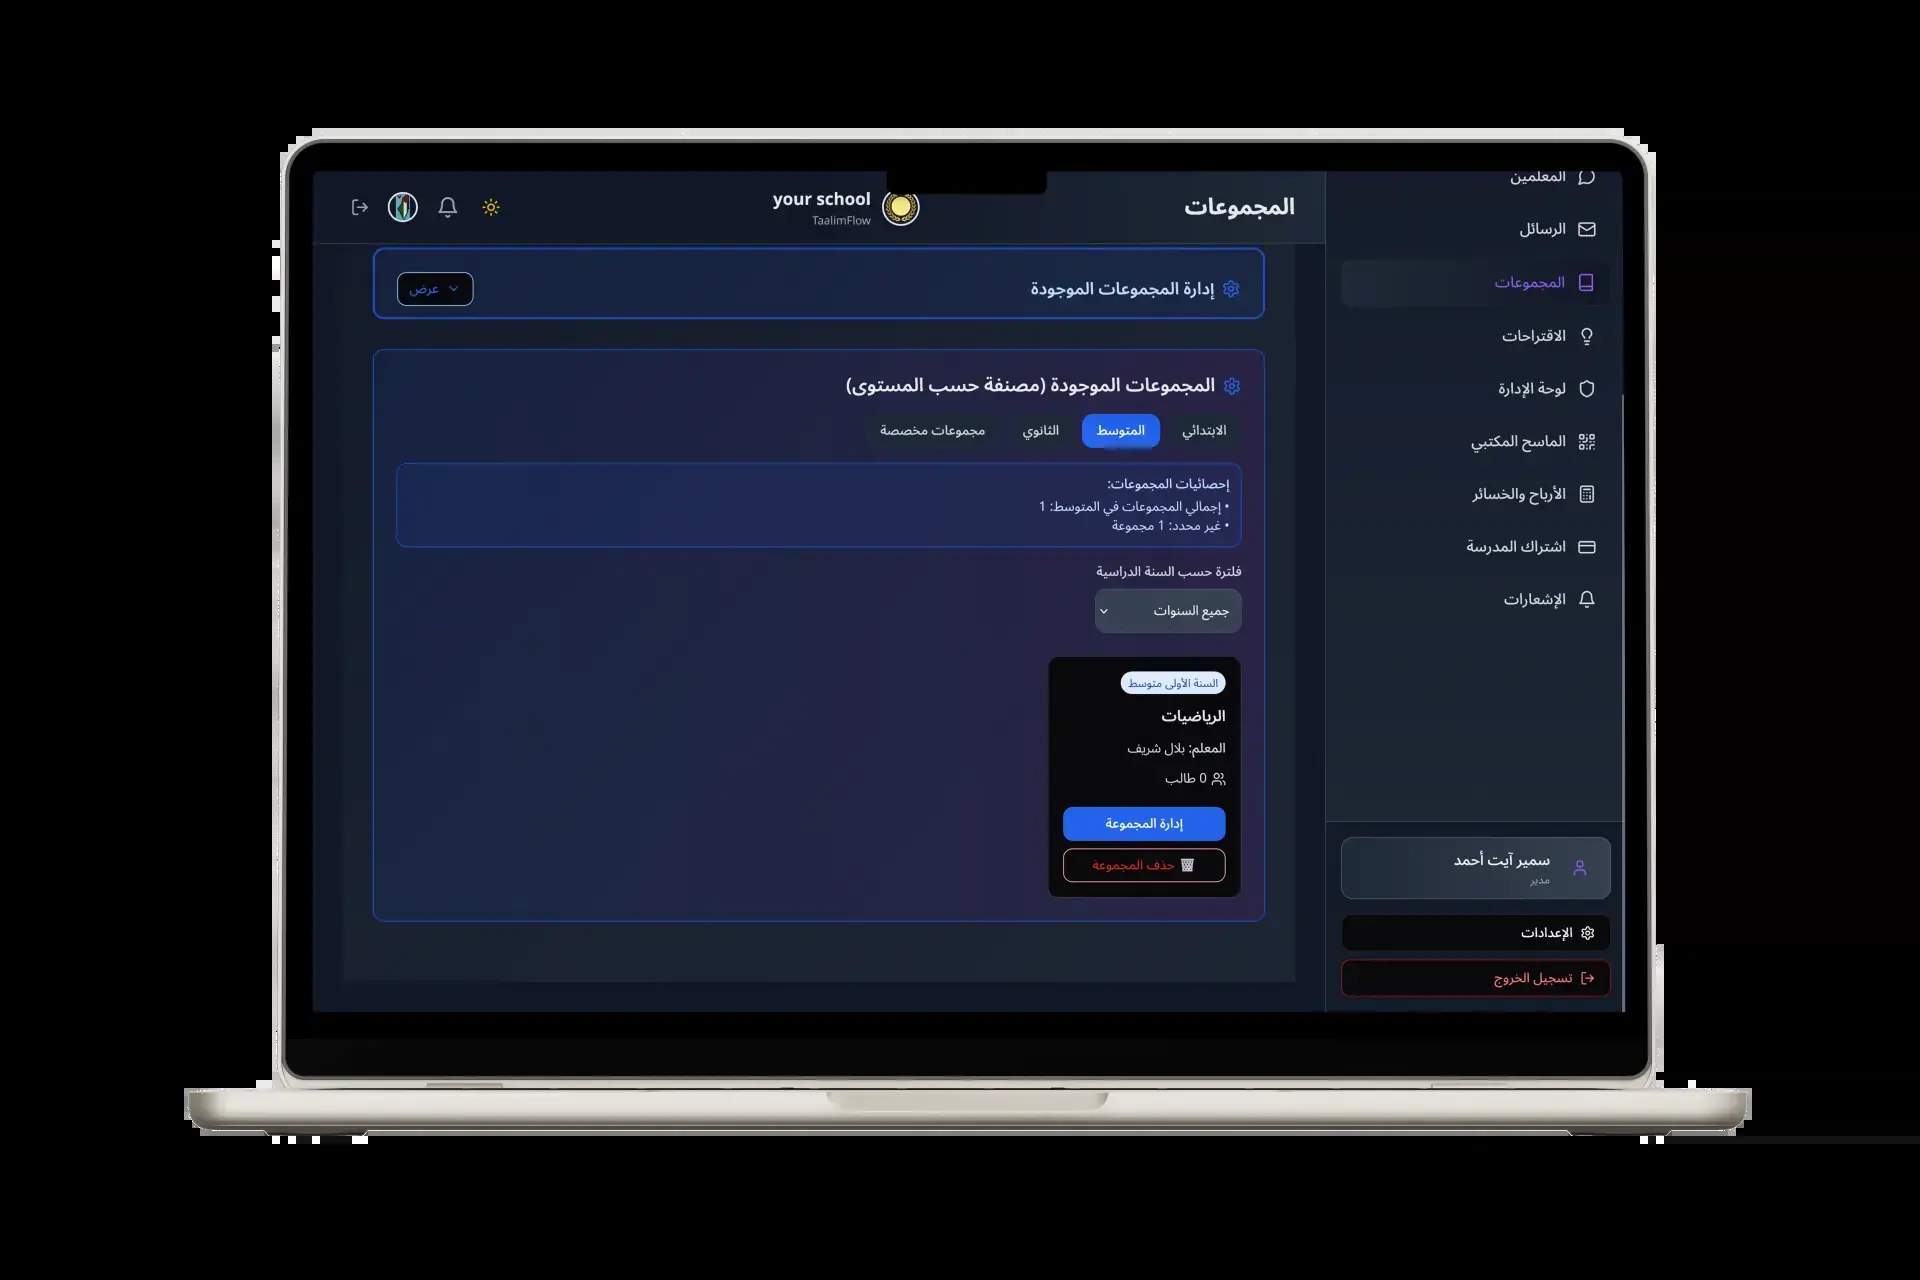 المعلمين
الرسائل
المجموعات
الاقتراحات
لوحة الإدارة
الماسح المكتبي
الأرباح والخسائر
اشتراك المدرسة
الإشعارات
سمير آيت أحمد
مدير
الإعدادات
تسجيل الخروج
المجموعات
your school
TaalimFlow
إدارة المجموعات الموجودة
عرض
المجموعات الموجودة (مصنفة حسب المستوى)
الابتدائي المتوسط الثانوي مجموعات مخصصة
إحصائيات المجموعات:
• إجمالي المجموعات في المتوسط: 1
• غير محدد: 1 مجموعة
فلترة حسب السنة الدراسية
جميع السنوات
السنة الأولى متوسط
الرياضيات
المعلم: بلال شريف
0 طالب
إدارة المجموعة
حذف المجموعة